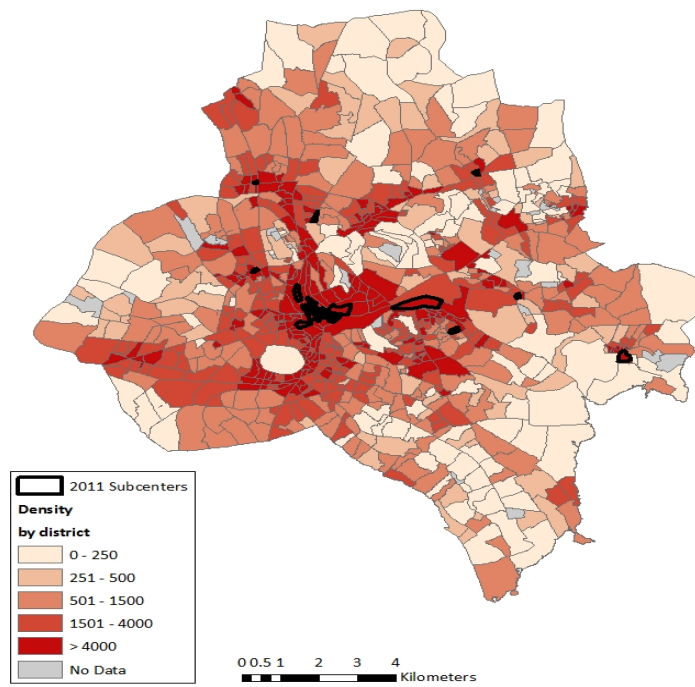 2011 Subcenters
Density
by district
0 - 250
251 - 500
501 - 1500
1501 - 4000
> 4000
No Data
0 0.5 1 2 3 4
Kilometers